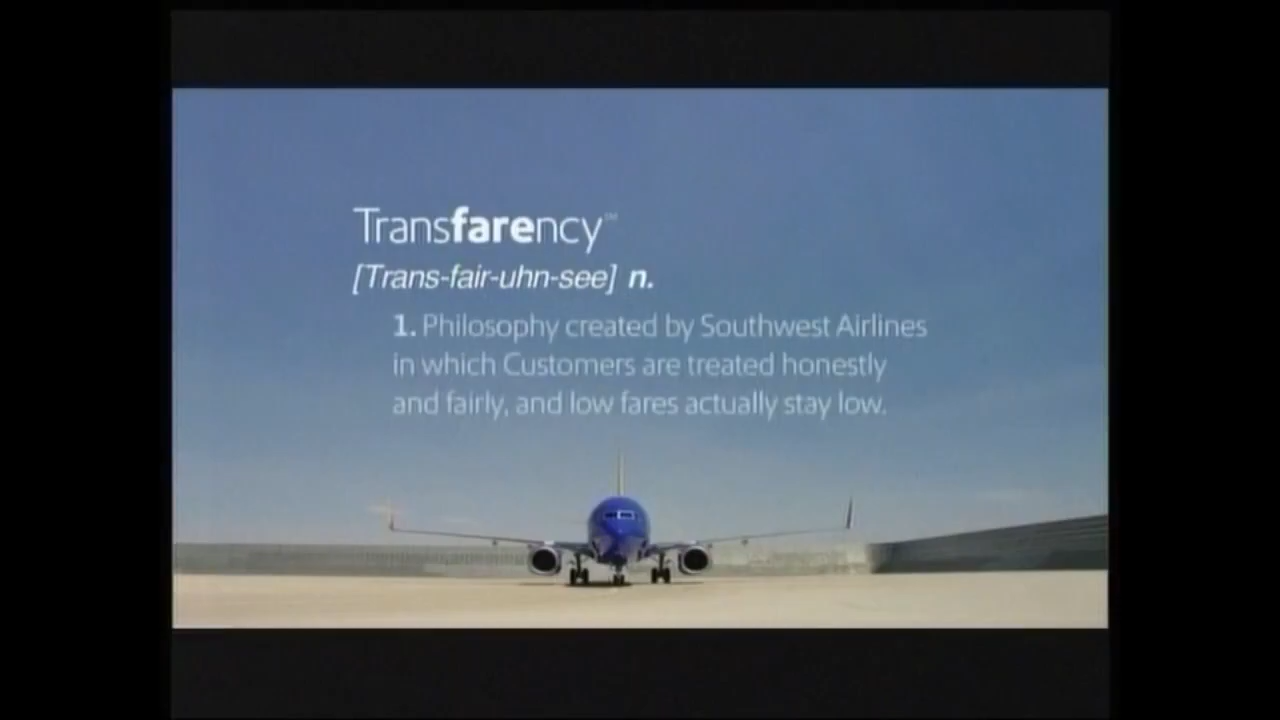 Transfarency℠
[Trans-fair-uhn-see] n.
1. Philosophy created by Southwest Airlines
in which Customers are treated honestly
and fairly, and low fares actually stay low.